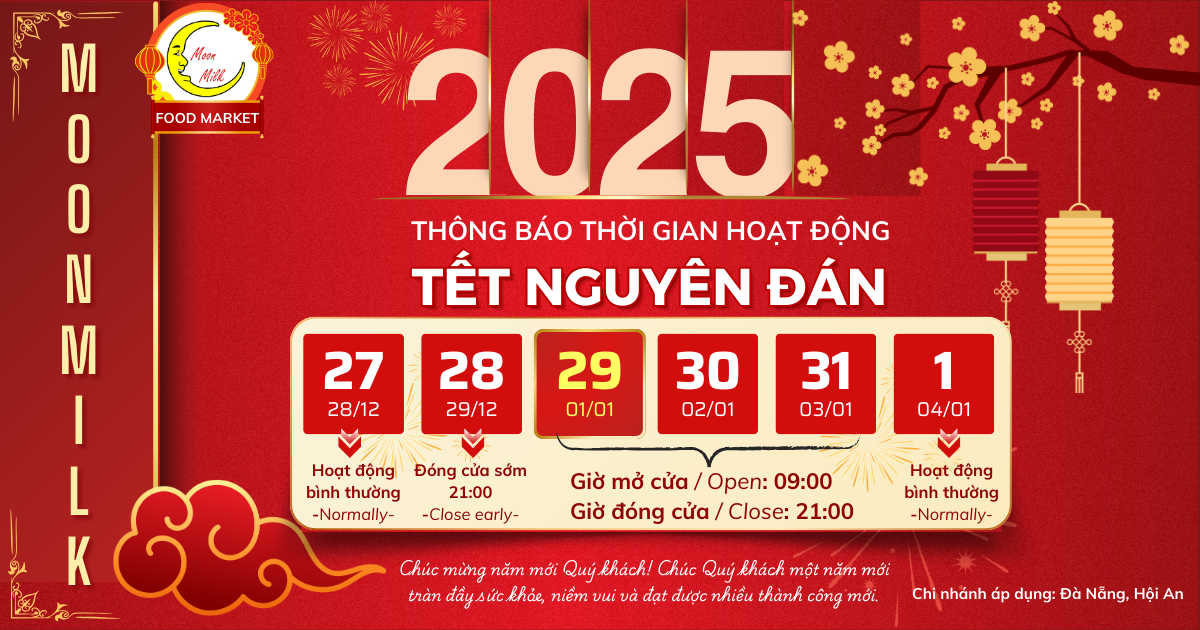 MOONMILK
Moon
Milk
FOOD MARKET
2025
THÔNG BÁO THỜI GIAN HOẠT ĐỘNG
TẾT NGUYÊN ĐÁN
27 28 29 30 31 1
28/12 29/12 01/01 02/01 03/01 04/01
Hoạt động
bình thường
-Normally-
Đóng cửa sớm
21:00
-Close early-
Giờ mở cửa / Open: 09:00
Giờ đóng cửa / Close: 21:00
Hoạt động
bình thường
-Normally-
Chúc mừng năm mới Quý khách! Chúc Quý khách một năm mới
tràn đầy sức khỏe, niềm vui và đạt được nhiều thành công mới.
Chi nhánh áp dụng: Đà Nẵng, Hội An